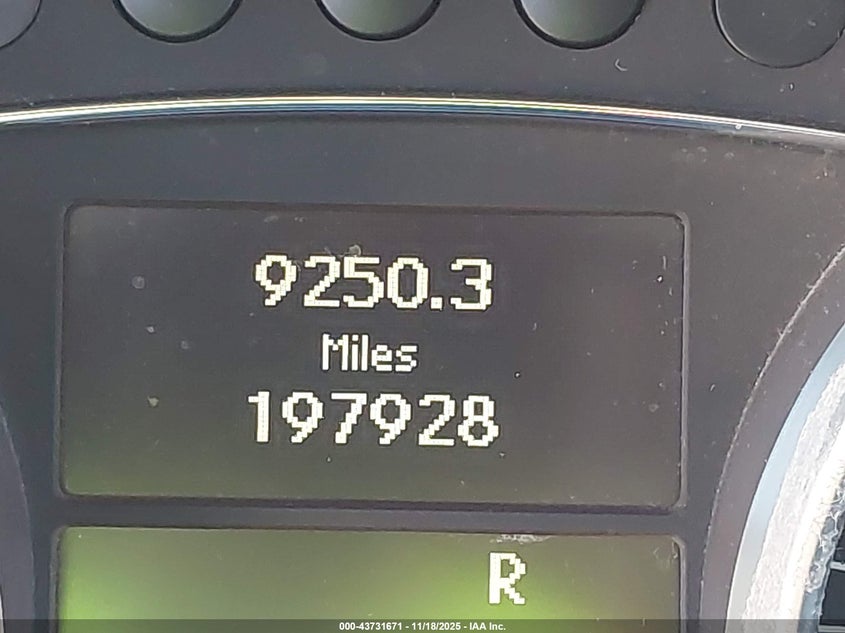 9250.3
Miles
197928
R
000-43731671 - 11/18/2025 - IAA Inc.